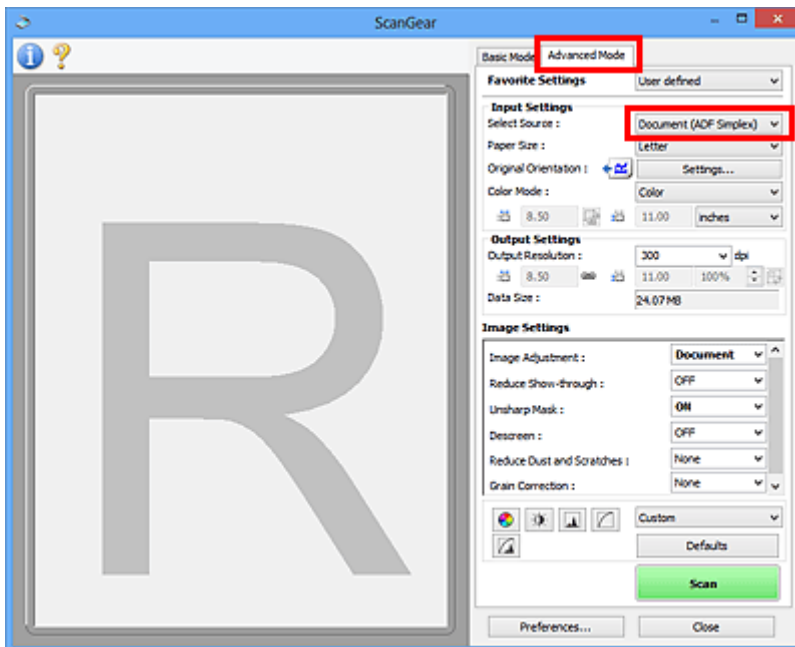 ScanGear
Basic Mode Advanced Mode
Favorite Settings User defined
Input Settings
Select Source : Document (ADF Simplex)
Paper Size : Letter
Original Orientation : Settings...
Color Mode : Color
8.50 11.00 inches
Output Settings
Output Resolution : 300 dpi
8.50 11.00 100%
Data Size : 24.07 MB
Image Settings
Image Adjustment : Document
Reduce Show-through : OFF
Unsharp Mask : ON
Descreen : OFF
Reduce Dust and Scratches : None
Grain Correction : None
Custom
Defaults
Scan
Preferences... Close
R